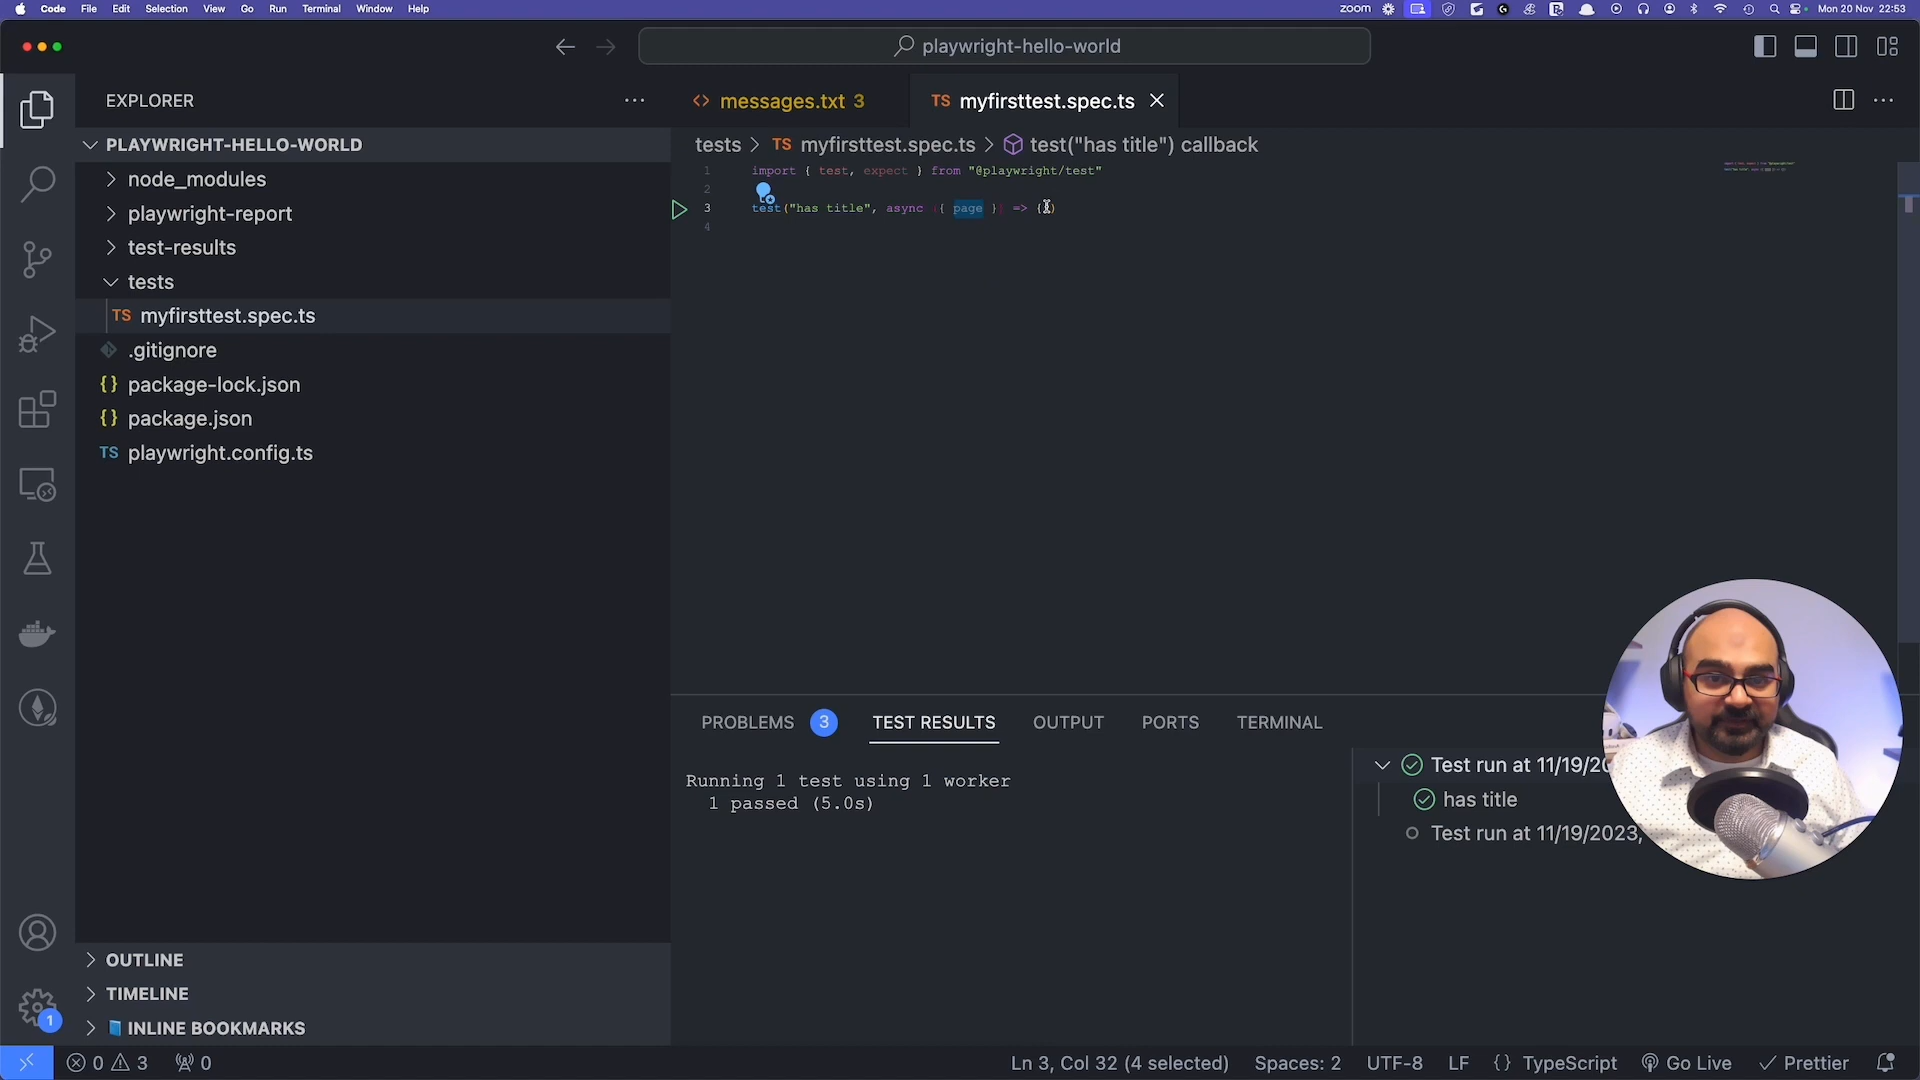 Code File Edit Selection View Go Run Terminal Window Help
zoom Mon 20 Nov 22:53
playwright-hello-world
EXPLORER
PLAYWRIGHT-HELLO-WORLD
node_modules
playwright-report
test-results
tests
TS myfirsttest.spec.ts
.gitignore
{} package-lock.json
{} package.json
TS playwright.config.ts
OUTLINE
TIMELINE
INLINE BOOKMARKS
1
<> messages.txt 3
TS myfirsttest.spec.ts
tests > TS myfirsttest.spec.ts > test("has title") callback
1 import { test, expect } from "@playwright/test"
2
3 test("has title", async ({ page }) => {})
4
PROBLEMS 3 TEST RESULTS OUTPUT PORTS TERMINAL
Running 1 test using 1 worker
1 passed (5.0s)
Test run at 11/19/20
has title
Test run at 11/19/2023,
0 3 0
Ln 3, Col 32 (4 selected) Spaces: 2 UTF-8 LF {} TypeScript Go Live Prettier